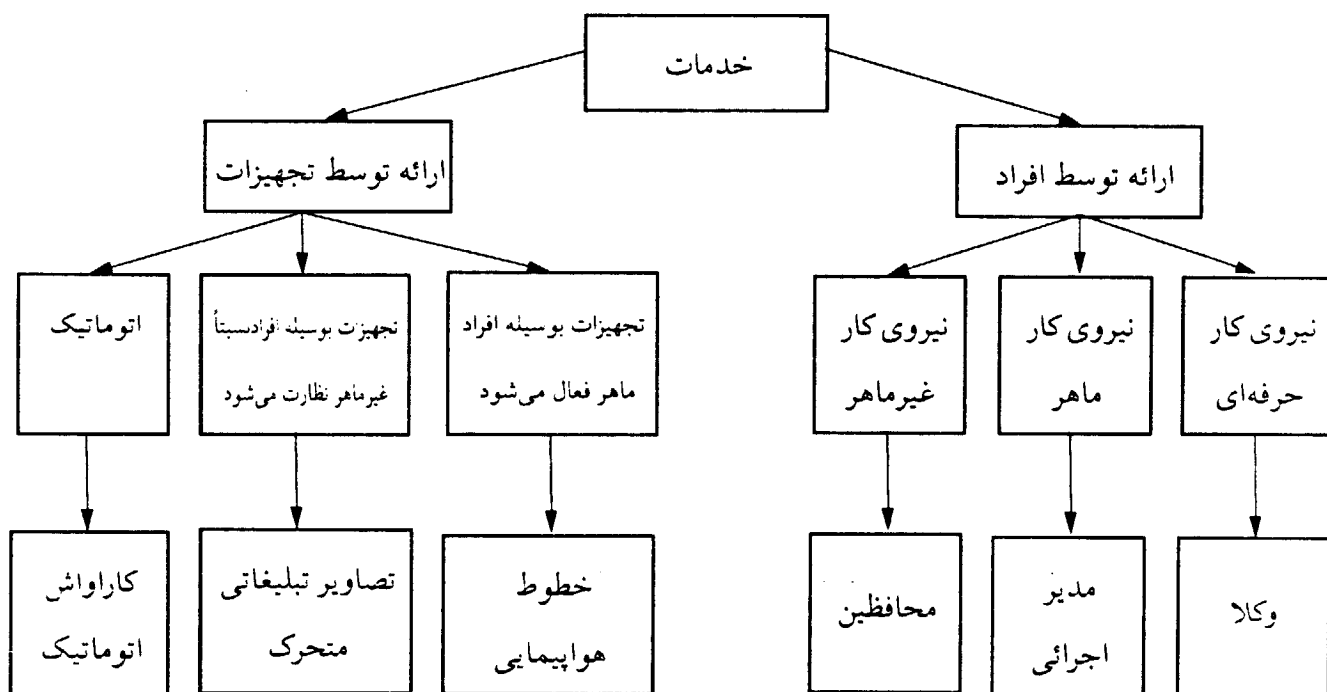 خدمات
ارائه توسط افراد
ارائه توسط تجهیزات
نیروی کار
حرفه‌ای
نیروی کار
ماهر
نیروی کار
غیرماهر
تجهیزات بوسیله افراد
ماهر فعال می‌شود
تجهیزات بوسیله افرادنسبتاً
غیرماهر نظارت می‌شود
اتوماتیک
وکلا
مدیر
اجرائی
محافظین
خطوط
هواپیمایی
تصاویر تبلیغاتی
متحرک
کارواش
اتوماتیک